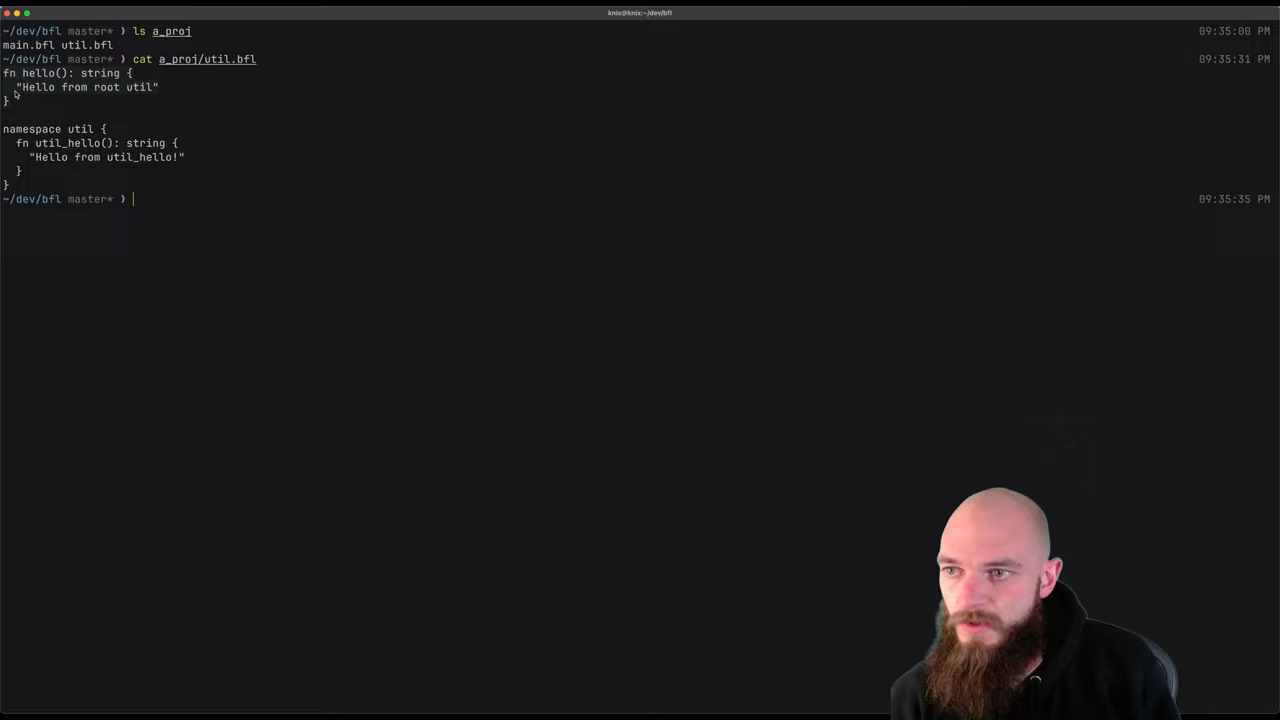 knix@knix:~/dev/bfl
~/dev/bfl master* ❯ ls a_proj 09:35:00 PM
main.bfl util.bfl
~/dev/bfl master* ❯ cat a_proj/util.bfl 09:35:31 PM
fn hello(): string {
  "Hello from root util"
}
namespace util {
  fn util_hello(): string {
    "Hello from util_hello!"
  }
}
~/dev/bfl master* ❯ 09:35:35 PM